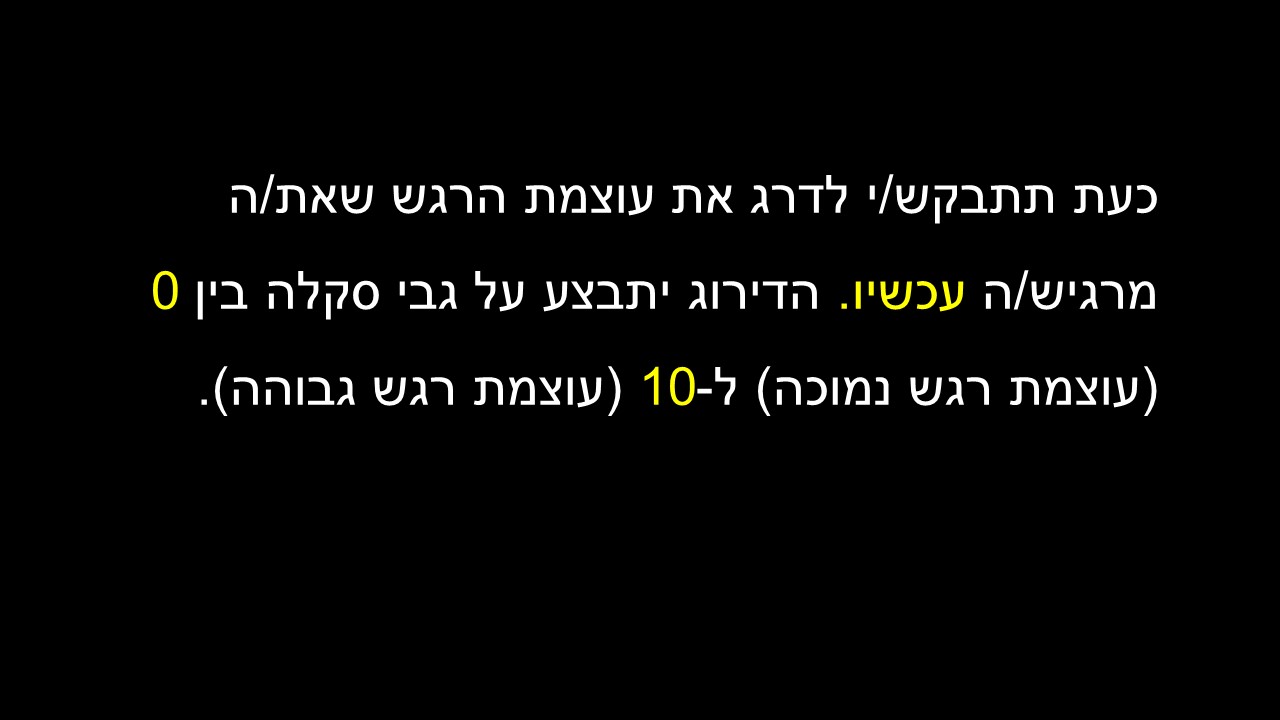 כעת תתבקש/י לדרג את עוצמת הרגש שאת/ה
מרגיש/ה עכשיו. הדירוג יתבצע על גבי סקלה בין 0
(עוצמת רגש נמוכה) ל-10 (עוצמת רגש גבוהה).